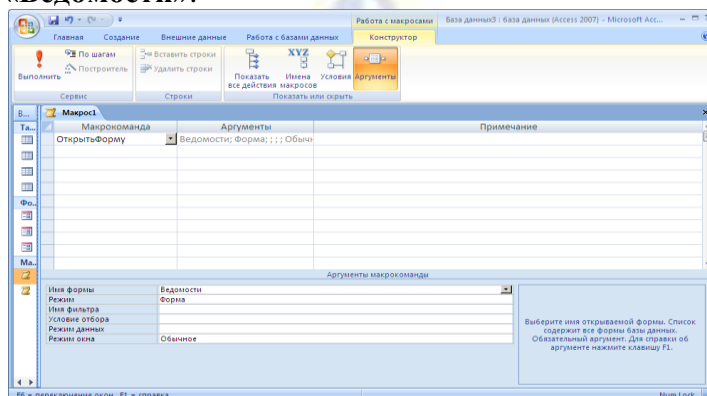 «Ведомости».
Работа с макросами База данных3 : база данных (Access 2007) - Microsoft Acc...
Главная Создание Внешние данные Работа с базами данных Конструктор
Выполнить
По шагам
Построитель
Вставить строки
Удалить строки
Показать все действия
XYZ
Имена макросов
Условия
Аргументы
Сервис Строки Показать или скрыть
В... Макрос1
Та... Макрокоманда Аргументы Примечание
ОткрытьФорму Ведомости; Форма; ; ; ; Обычн
Фо...
Ма...
Аргументы макрокоманды
Имя формы Ведомости
Режим Форма
Имя фильтра
Условие отбора
Режим данных
Режим окна Обычное
Выберите имя открываемой формы. Список
содержит все формы базы данных.
Обязательный аргумент. Для справки об
аргументе нажмите клавишу F1.
F6 = переключение окон F1 = справка Num Lock